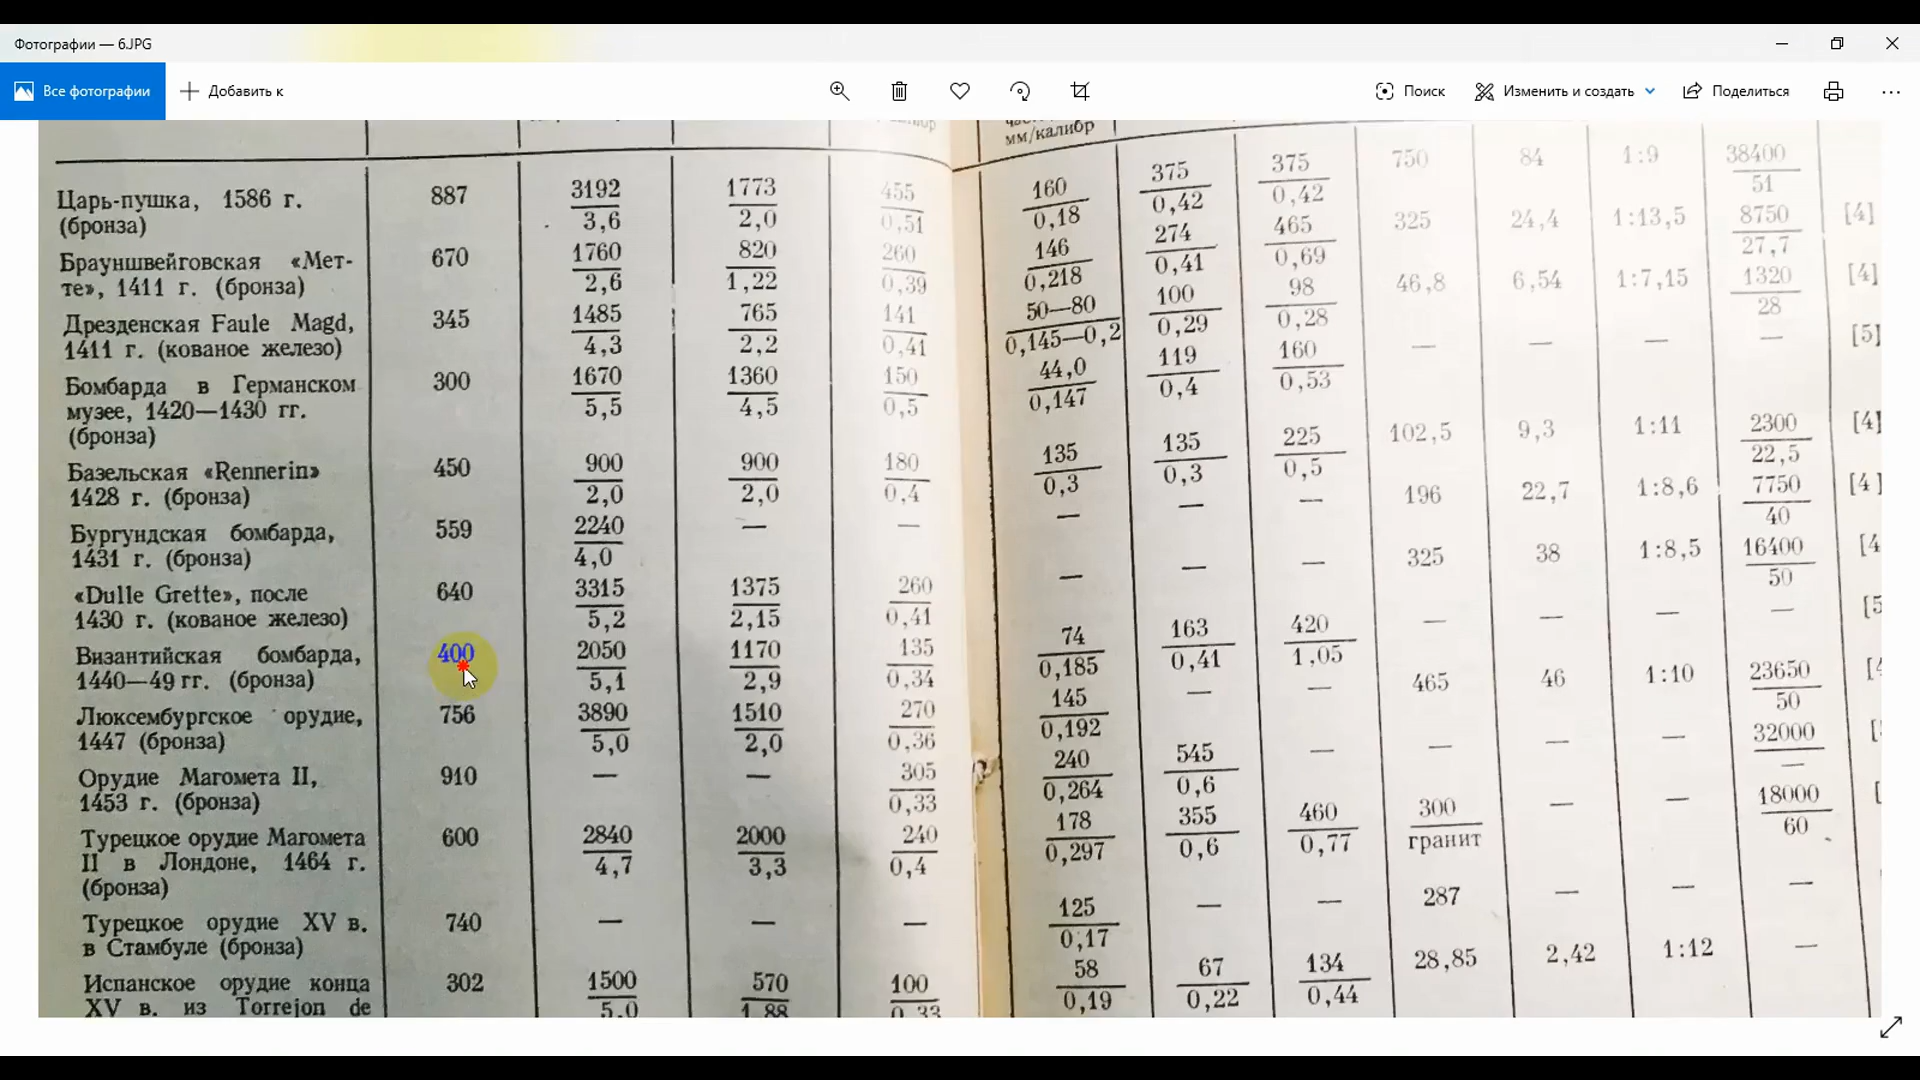 Фотографии — 6.JPG
Все фотографии
Добавить к
Поиск
Изменить и создать
Поделиться
мм/калибр
Царь-пушка, 1586 г. 887 3192 1773 455 160 375 375 750 84 1:9 38400
(бронза) 3,6 2,0 0,51 0,18 0,42 0,42 51
Брауншвейговская «Мет- 670 1760 820 260 146 274 465 325 24,4 1:13,5 8750 [4]
те», 1411 г. (бронза) 2,6 1,22 0,39 0,218 0,41 0,69 27,7
Дрезденская Faule Magd, 345 1485 765 141 50—80 100 98 46,8 6,54 1:7,15 1320 [4]
1411 г. (кованое железо) 4,3 2,2 0,41 0,145—0,2 0,29 0,28 28
Бомбарда в Германском 300 1670 1360 150 44,0 119 160 — — — — [5]
музее, 1420—1430 гг. 5,5 4,5 0,5 0,147 0,4 0,53
(бронза)
Базельская «Rennerin» 450 900 900 180 135 135 225 102,5 9,3 1:11 2300 [4]
1428 г. (бронза) 2,0 2,0 0,4 0,3 0,3 0,5 22,5
Бургундская бомбарда, 559 2240 — — — — — 196 22,7 1:8,6 7750 [4]
1431 г. (бронза) 4,0 40
«Dulle Grette», после 640 3315 1375 260 — — — 325 38 1:8,5 16400 [4
1430 г. (кованое железо) 5,2 2,15 0,41 50
Византийская бомбарда, 400 2050 1170 135 74 163 420 — — — — [5
1440—49 гг. (бронза) 5,1 2,9 0,34 0,185 0,41 1,05
Люксембургское орудие, 756 3890 1510 270 145 — — 465 46 1:10 23650 [4
1447 (бронза) 5,0 2,0 0,36 0,192 50
Орудие Магомета II, 910 — — 305 240 545 — — — — 32000 [
1453 г. (бронза) 0,33 0,264 0,6 —
Турецкое орудие Магомета 600 2840 2000 240 178 355 460 300 — — 18000 [
II в Лондоне, 1464 г. 4,7 3,3 0,4 0,297 0,6 0,77 гранит 60
(бронза)
Турецкое орудие XV в. 740 — — — 125 — — 287 — — —
в Стамбуле (бронза) 0,17
Испанское орудие конца 302 1500 570 100 58 67 134 28,85 2,42 1:12 —
XV в. из Torrejon de 5,0 1,88 0,33 0,19 0,22 0,44